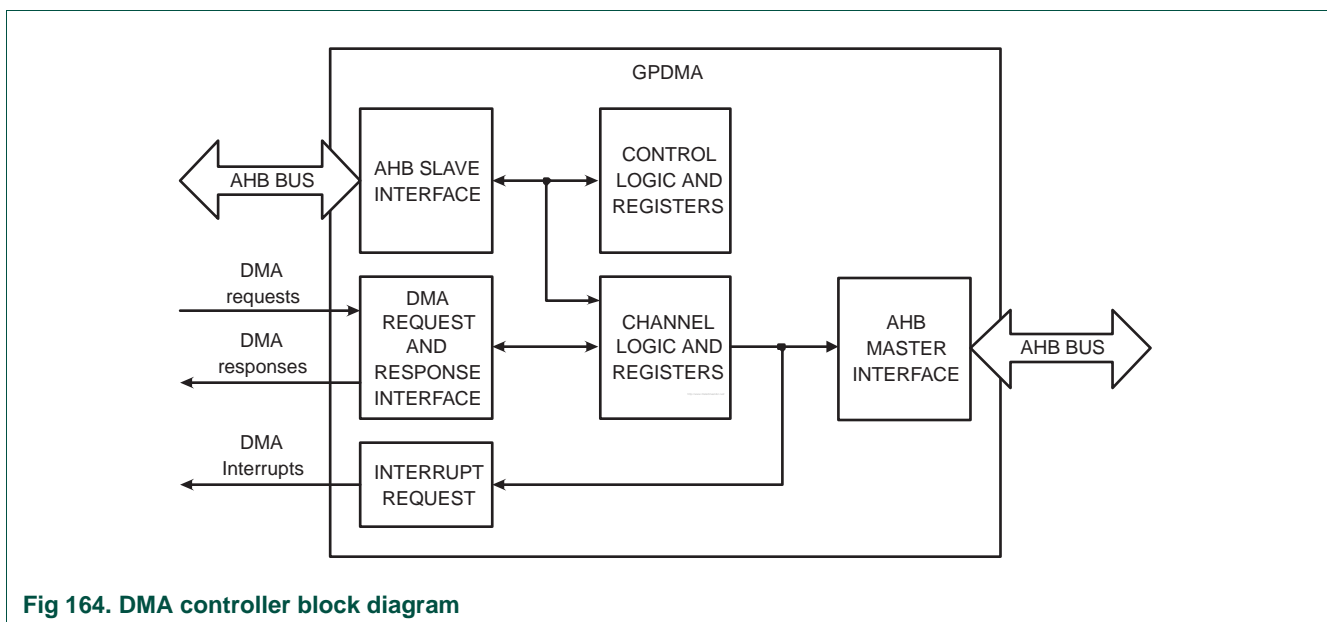 GPDMA
AHB BUS
AHB SLAVE
INTERFACE
CONTROL
LOGIC AND
REGISTERS
DMA
requests
DMA
responses
DMA
REQUEST
AND
RESPONSE
INTERFACE
CHANNEL
LOGIC AND
REGISTERS
AHB
MASTER
INTERFACE
AHB BUS
DMA
Interrupts
INTERRUPT
REQUEST
Fig 164. DMA controller block diagram